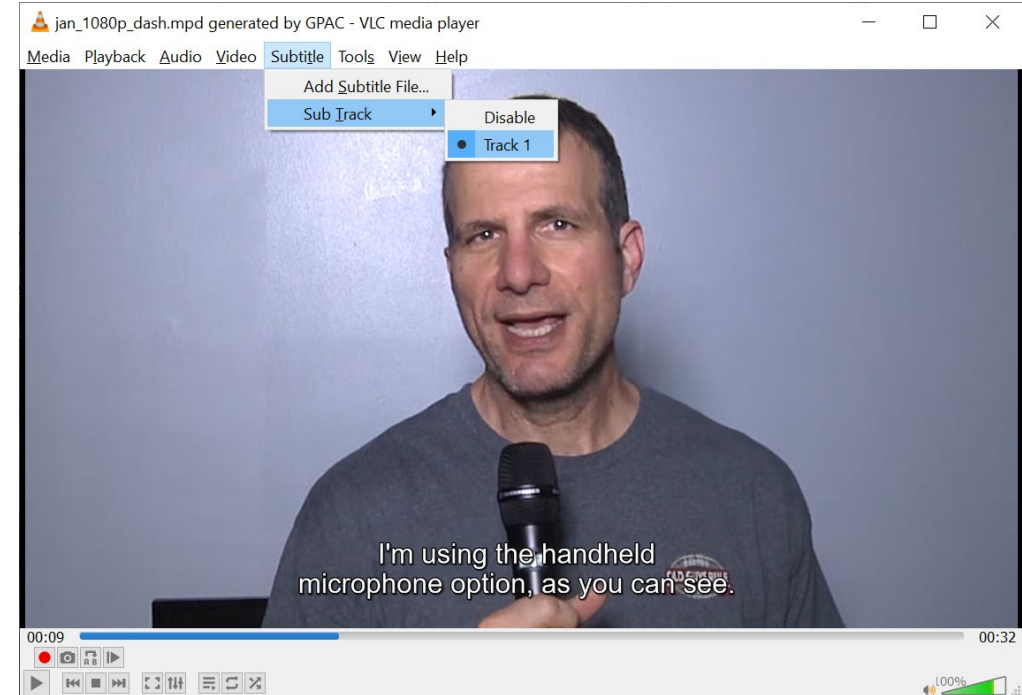 jan_1080p_dash.mpd generated by GPAC - VLC media player
Media Playback Audio Video Subtitle Tools View Help
Add Subtitle File...
Sub Track
Disable
Track 1
I'm using the handheld
microphone option, as you can see.
00:09
00:32
A B
100%